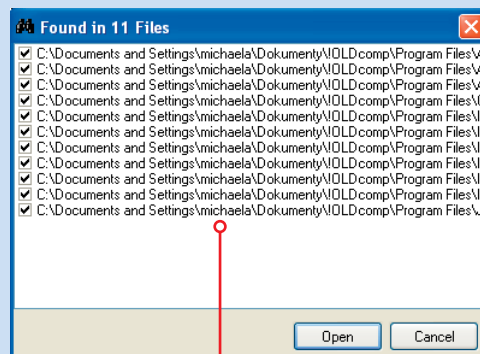 Found in 11 Files
C:\Documents and Settings\michaela\Dokumenty\!OLDcomp\Program Files\
C:\Documents and Settings\michaela\Dokumenty\!OLDcomp\Program Files\
C:\Documents and Settings\michaela\Dokumenty\!OLDcomp\Program Files\
C:\Documents and Settings\michaela\Dokumenty\!OLDcomp\Program Files\
C:\Documents and Settings\michaela\Dokumenty\!OLDcomp\Program Files\
C:\Documents and Settings\michaela\Dokumenty\!OLDcomp\Program Files\
C:\Documents and Settings\michaela\Dokumenty\!OLDcomp\Program Files\
C:\Documents and Settings\michaela\Dokumenty\!OLDcomp\Program Files\
C:\Documents and Settings\michaela\Dokumenty\!OLDcomp\Program Files\
C:\Documents and Settings\michaela\Dokumenty\!OLDcomp\Program Files\
C:\Documents and Settings\michaela\Dokumenty\!OLDcomp\Program Files\
Open Cancel